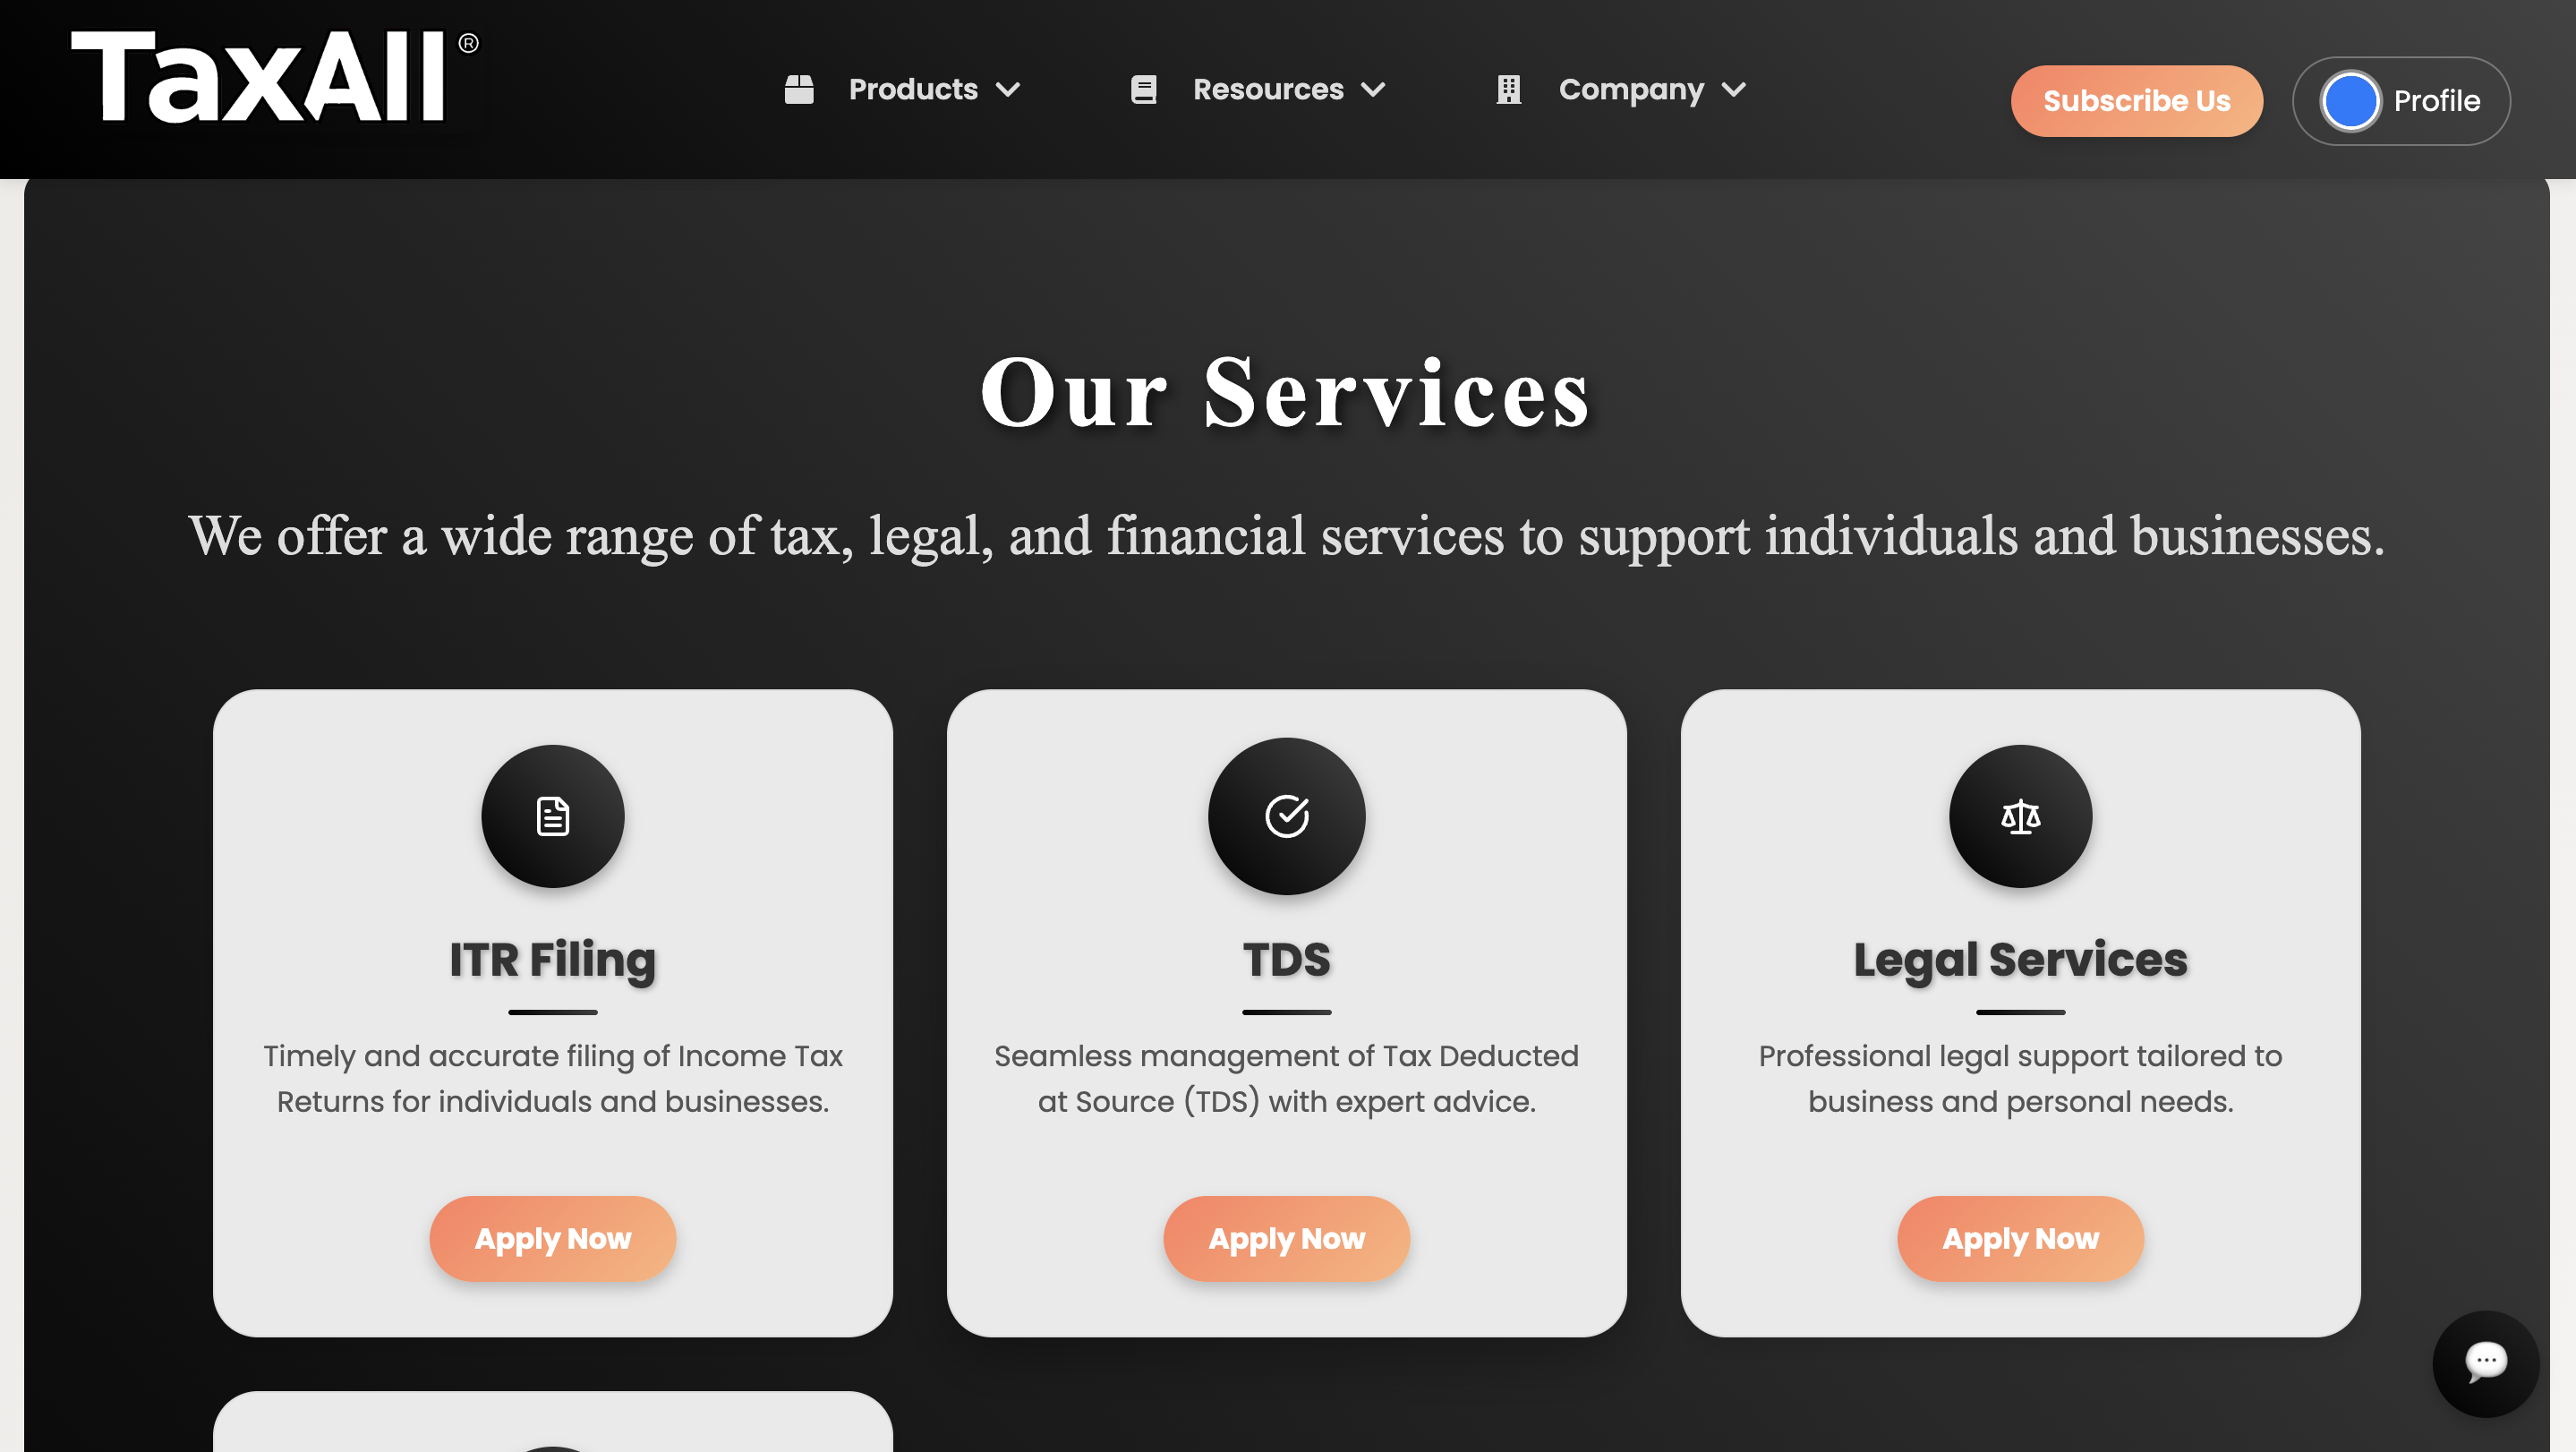 TaxAll ®
Products
Resources
Company
Subscribe Us
Profile
Our Services
We offer a wide range of tax, legal, and financial services to support individuals and businesses.
ITR Filing
Timely and accurate filing of Income Tax
Returns for individuals and businesses.
Apply Now
TDS
Seamless management of Tax Deducted
at Source (TDS) with expert advice.
Apply Now
Legal Services
Professional legal support tailored to
business and personal needs.
Apply Now